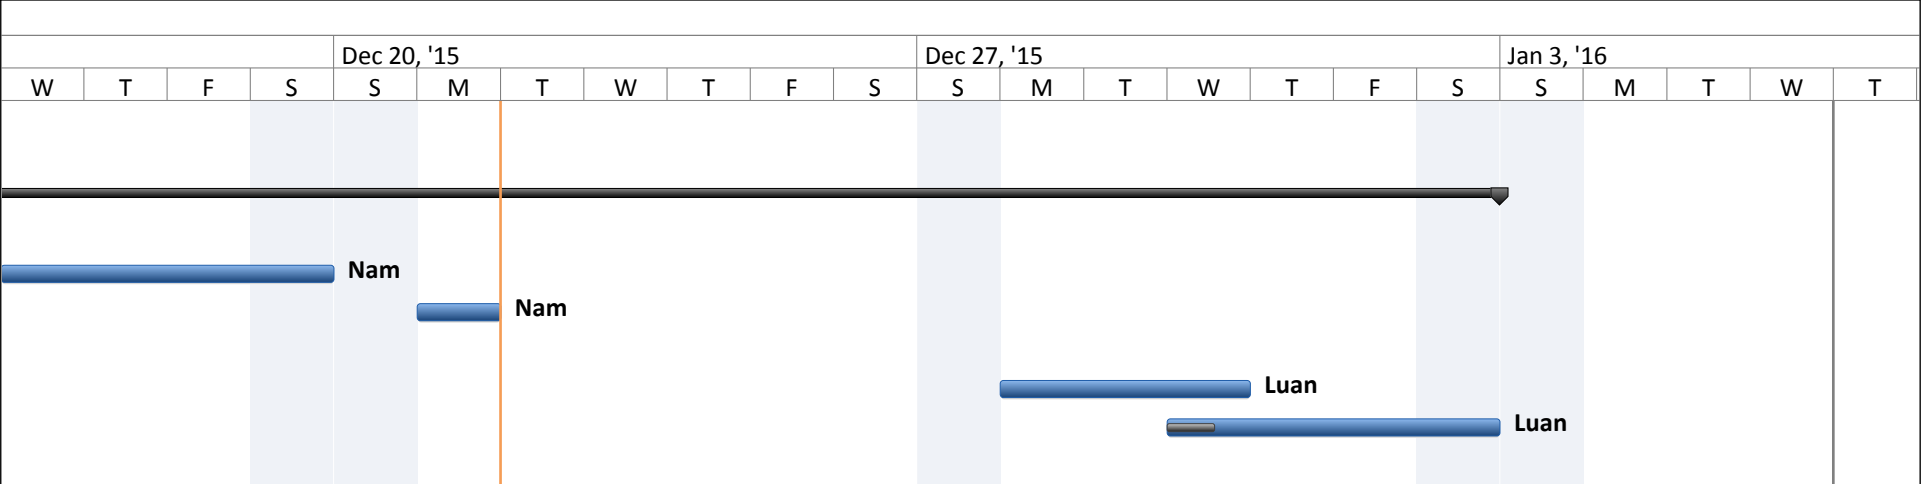 Dec 20, '15 Dec 27, '15 Jan 3, '16
W T F S S M T W T F S S M T W T F S S M T W T
Nam
Nam
Luan
Luan